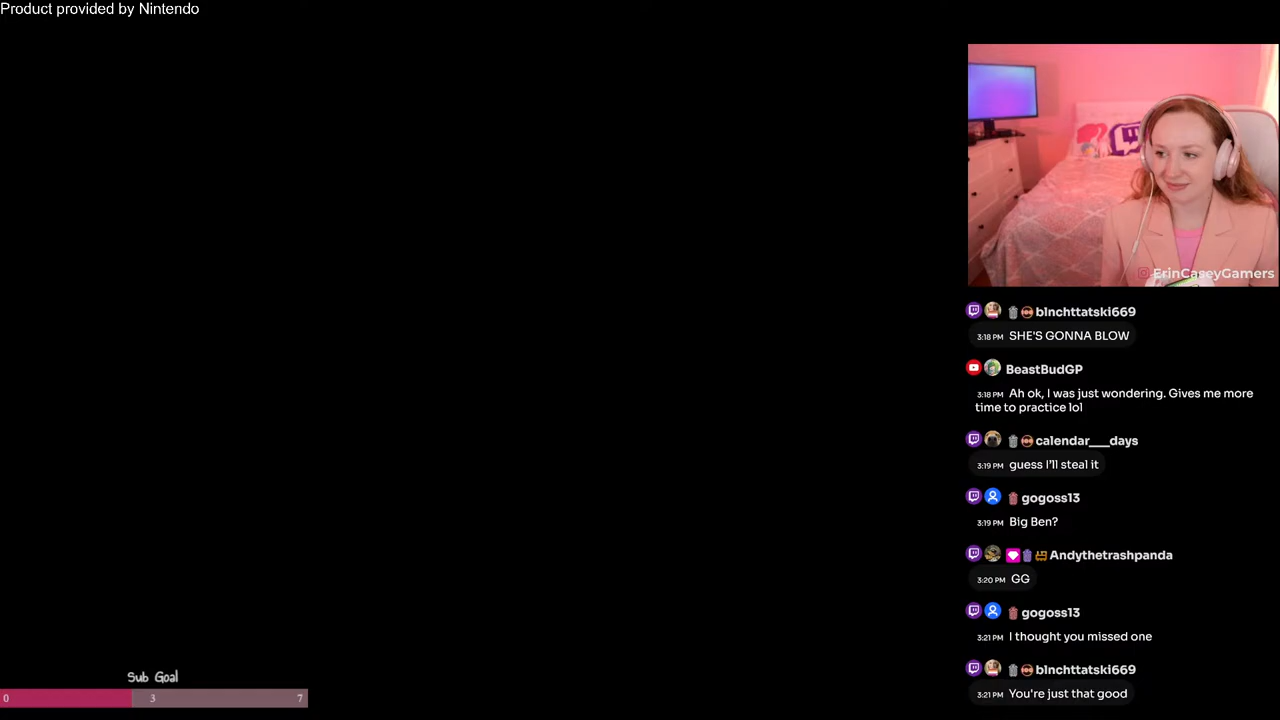 Product provided by Nintendo
ErinCaseyGamers
blnchttatski669
3:18 PM SHE'S GONNA BLOW
BeastBudGP
3:18 PM Ah ok, I was just wondering. Gives me more
time to practice lol
calendar___days
3:19 PM guess I'll steal it
gogoss13
3:19 PM Big Ben?
Andythetrashpanda
3:20 PM GG
gogoss13
3:21 PM I thought you missed one
blnchttatski669
3:21 PM You're just that good
Sub Goal
0 3 7